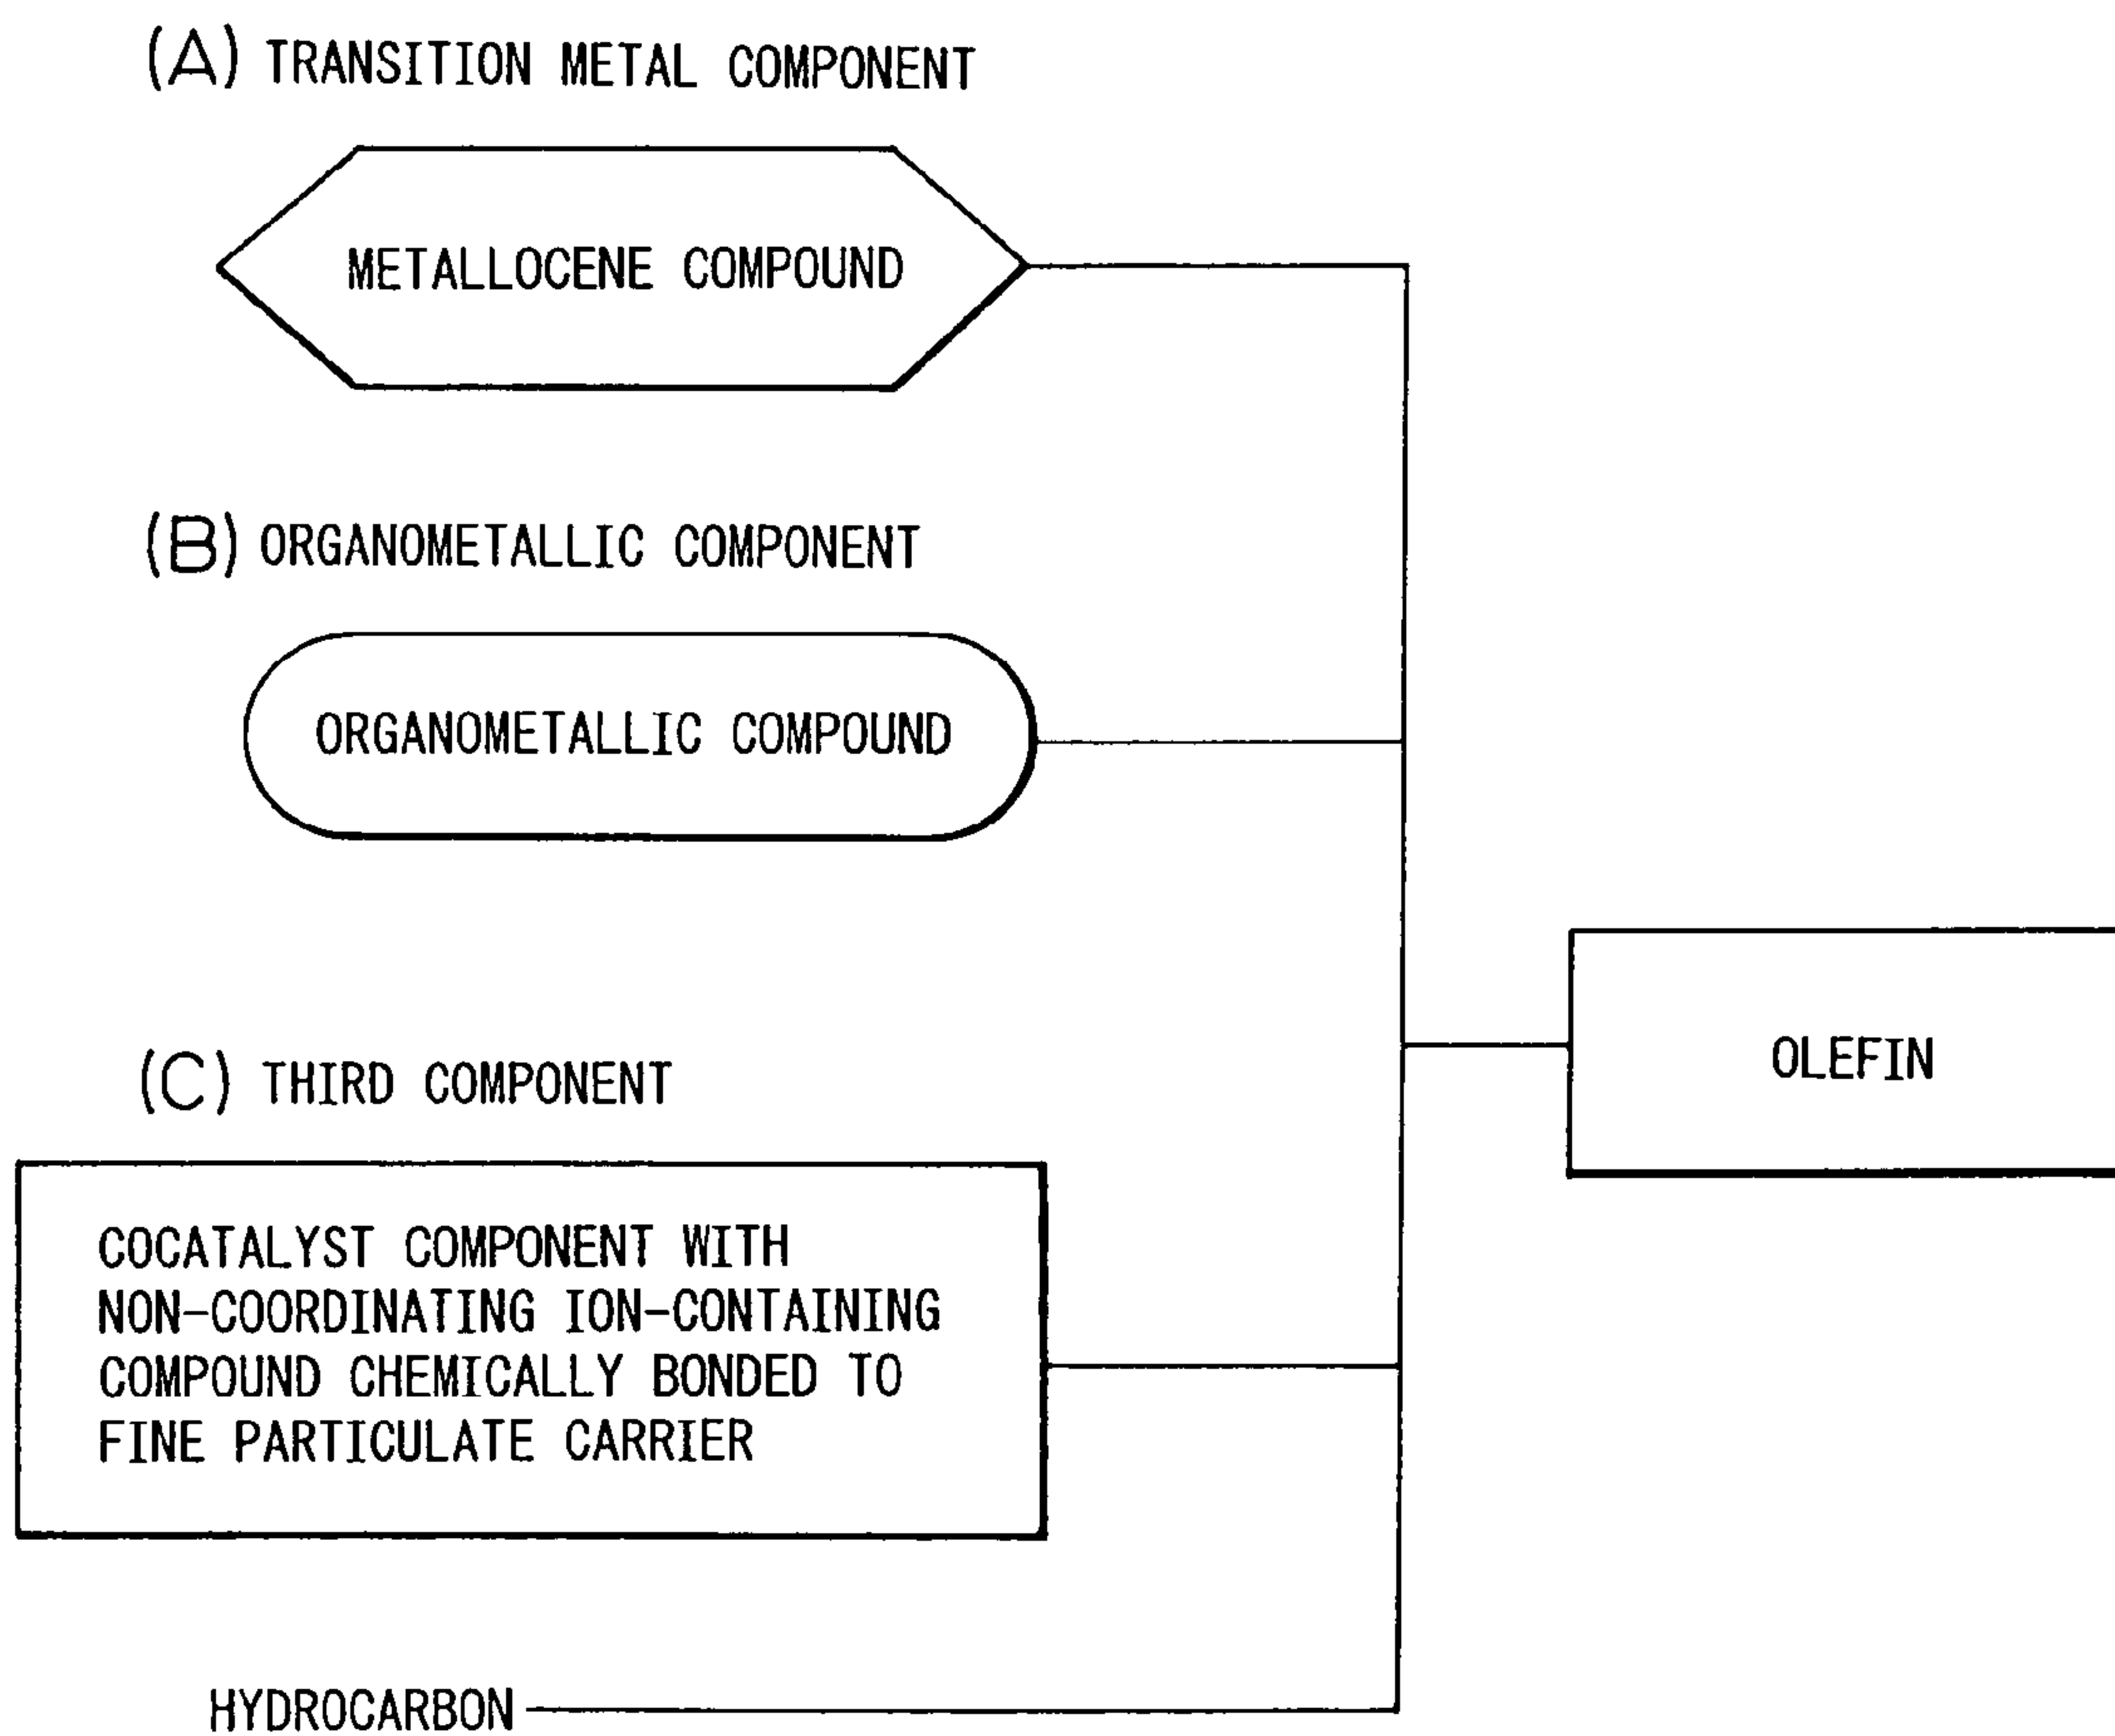 (A) TRANSITION METAL COMPONENT
METALLOCENE COMPOUND
(B) ORGANOMETALLIC COMPONENT
ORGANOMETALLIC COMPOUND
OLEFIN
(C) THIRD COMPONENT
COCATALYST COMPONENT WITH
NON-COORDINATING ION-CONTAINING
COMPOUND CHEMICALLY BONDED TO
FINE PARTICULATE CARRIER
HYDROCARBON